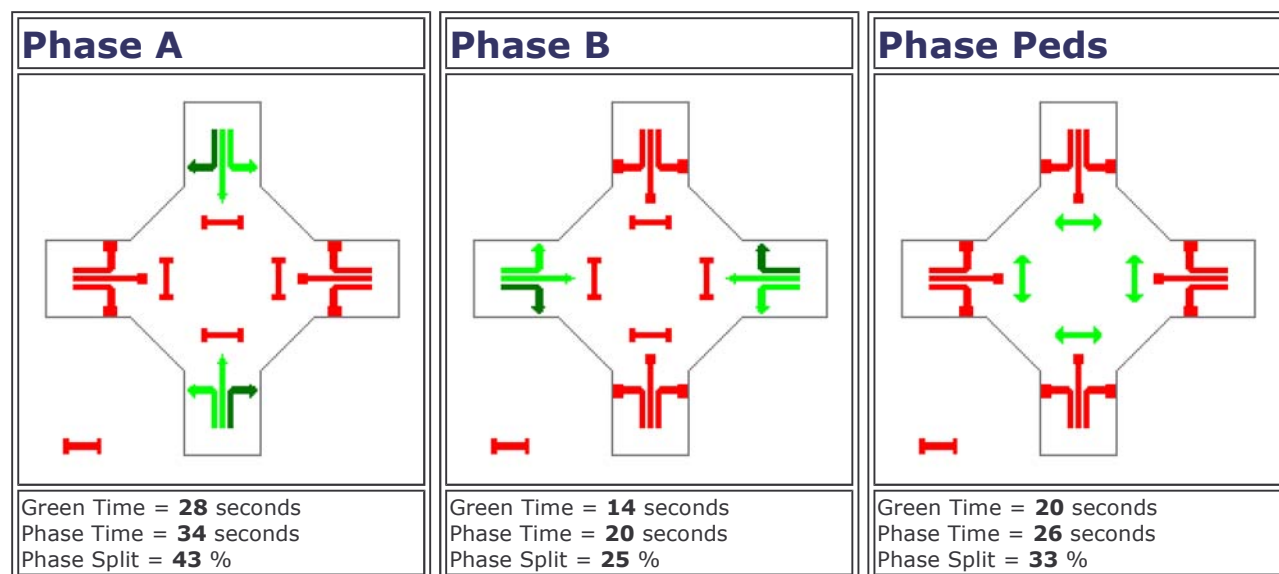 Phase A
Green Time = 28 seconds
Phase Time = 34 seconds
Phase Split = 43 %
Phase B
Green Time = 14 seconds
Phase Time = 20 seconds
Phase Split = 25 %
Phase Peds
Green Time = 20 seconds
Phase Time = 26 seconds
Phase Split = 33 %